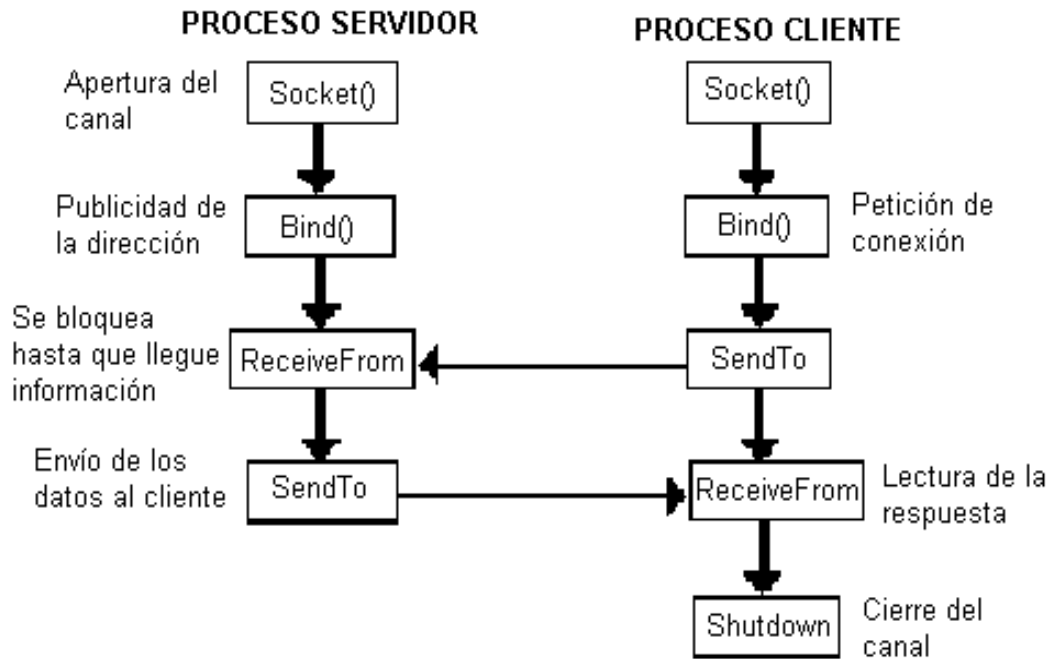 PROCESO SERVIDOR
PROCESO CLIENTE
Apertura del
canal
Socket()
Socket()
Publicidad de
la dirección
Bind()
Bind()
Petición de
conexión
Se bloquea
hasta que llegue
información
ReceiveFrom
SendTo
Envío de los
datos al cliente
SendTo
ReceiveFrom
Lectura de la
respuesta
Shutdown
Cierre del
canal